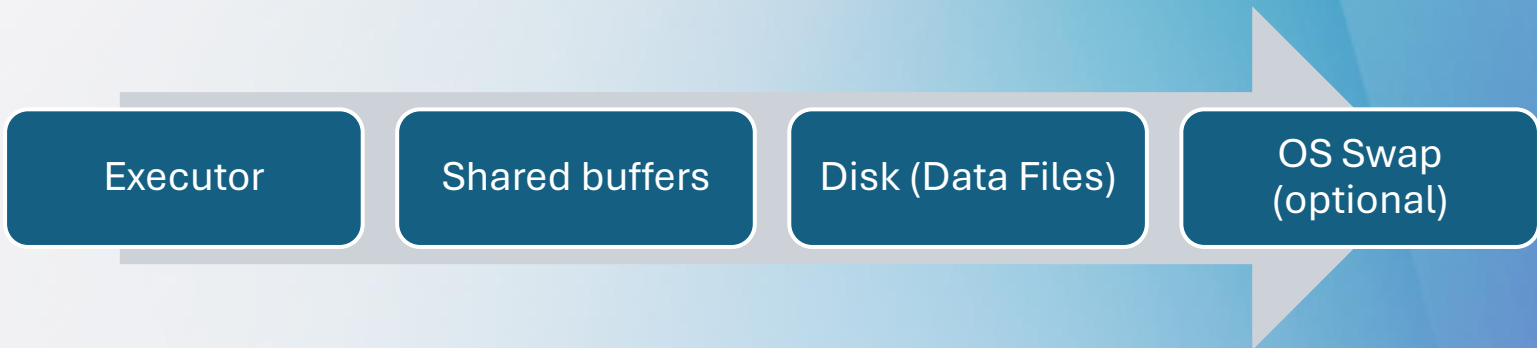 Executor
Shared buffers
Disk (Data Files)
OS Swap
(optional)